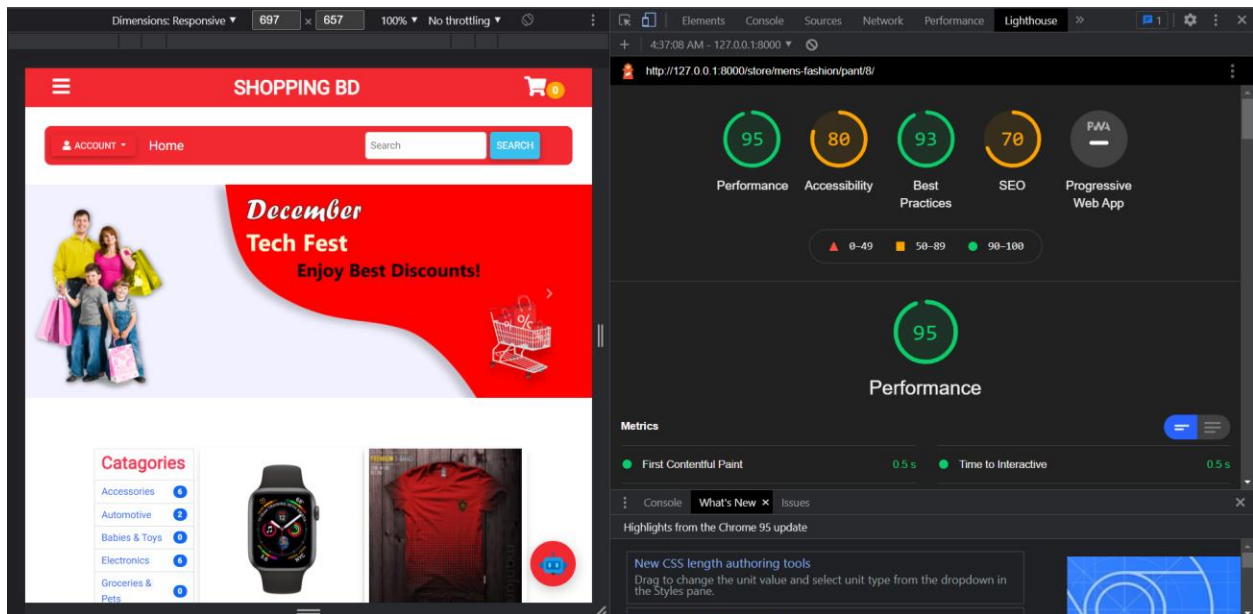 Dimensions: Responsive ▼ 697 × 657 100% ▼ No throttling ▼
SHOPPING BD
0
ACCOUNT Home Search SEARCH
December
Tech Fest
Enjoy Best Discounts!
%
Catagories
Accessories 6
Automotive 2
Babies & Toys 0
Electronics 6
Groceries &
Pets 0
Elements Console Sources Network Performance Lighthouse » 1
4:37:08 AM - 127.0.0.1:8000 ▼
http://127.0.0.1:8000/store/mens-fashion/pant/8/
95 80 93 70 PWA
Performance Accessibility Best
Practices SEO Progressive
Web App
0–49 50–89 90–100
95
Performance
Metrics
First Contentful Paint 0.5 s Time to Interactive 0.5 s
Console What's New × Issues
Highlights from the Chrome 95 update
New CSS length authoring tools
Drag to change the unit value and select unit type from the dropdown in
the Styles pane.